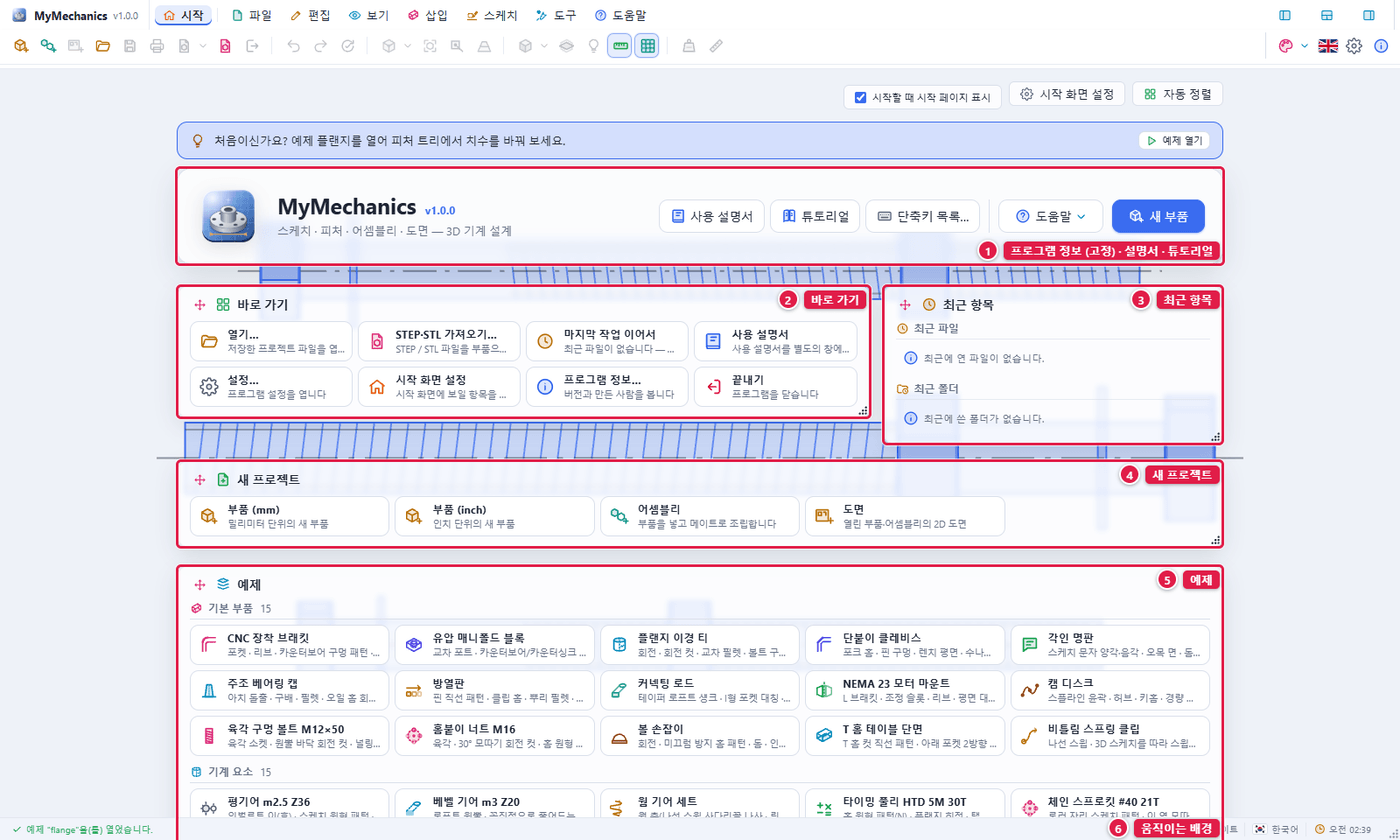 MyMechanics v1.0.0
시작 파일 편집 보기 삽입 스케치 도구 도움말
시작할 때 시작 페이지 표시 시작 화면 설정 자동 정렬
처음이신가요? 예제 플랜지를 열어 피처 트리에서 치수를 바꿔 보세요. 예제 열기
MyMechanics v1.0.0
스케치 · 피처 · 어셈블리 · 도면 — 3D 기계 설계
사용 설명서 튜토리얼 단축키 목록... 도움말 새 부품
1 프로그램 정보 (고정) · 설명서 · 튜토리얼
바로 가기 2 바로 가기
열기... STEP·STL 가져오기... 마지막 작업 이어서 사용 설명서
저장한 프로젝트 파일을 엽... STEP / STL 파일을 부품으... 최근 파일이 없습니다 — ... 사용 설명서를 별도의 창에...
설정... 시작 화면 설정 프로그램 정보... 끝내기
프로그램 설정을 엽니다 시작 화면에 보일 항목을 ... 버전과 만든 사람을 봅니다 프로그램을 닫습니다
최근 항목 3 최근 항목
최근 파일
최근에 연 파일이 없습니다.
최근 폴더
최근에 쓴 폴더가 없습니다.
새 프로젝트 4 새 프로젝트
부품 (mm) 부품 (inch) 어셈블리 도면
밀리미터 단위의 새 부품 인치 단위의 새 부품 부품을 넣고 메이트로 조립합니다 열린 부품·어셈블리의 2D 도면
예제 5 예제
기본 부품 15
CNC 장착 브래킷 유압 매니폴드 블록 플랜지 이경 티 단붙이 클레비스 각인 명판
포켓 · 리브 · 카운터보어 구멍 패턴 ·... 교차 포트 · 카운터보어/카운터싱크 ... 회전 · 회전 컷 · 교차 필렛 · 볼트 구... 포크 홈 · 핀 구멍 · 렌치 평면 · 수나... 스케치 문자 양각·음각 · 오목 면 · 돔...
주조 베어링 캡 방열판 커넥팅 로드 NEMA 23 모터 마운트 캠 디스크
아치 돌출 · 구배 · 필렛 · 오일 홈 회... 핀 직선 패턴 · 클립 홈 · 뿌리 필렛 · ... 테이퍼 로프트 섕크 · I형 포켓 대칭 ·... L 브래킷 · 조정 슬롯 · 리브 · 평면 대... 스플라인 윤곽 · 허브 · 키홈 · 경량 ...
육각 구멍 볼트 M12×50 홈붙이 너트 M16 볼 손잡이 T 홈 테이블 단면 비틀림 스프링 클립
육각 소켓 · 원뿔 바닥 회전 컷 · 널링... 육각 · 30° 모따기 회전 컷 · 홈 원형 ... 회전 · 미끄럼 방지 홈 패턴 · 돔 · 인... T 홈 컷 직선 패턴 · 아래 포켓 2방향 ... 나선 스윕 · 3D 스케치를 따라 스윕...
기계 요소 15
평기어 m2.5 Z36 베벨 기어 m3 Z20 웜 기어 세트 타이밍 풀리 HTD 5M 30T 체인 스프로킷 #40 21T
예제 "flange"을(를) 열었습니다. 6 움직이는 배경 한국어 오전 02:39